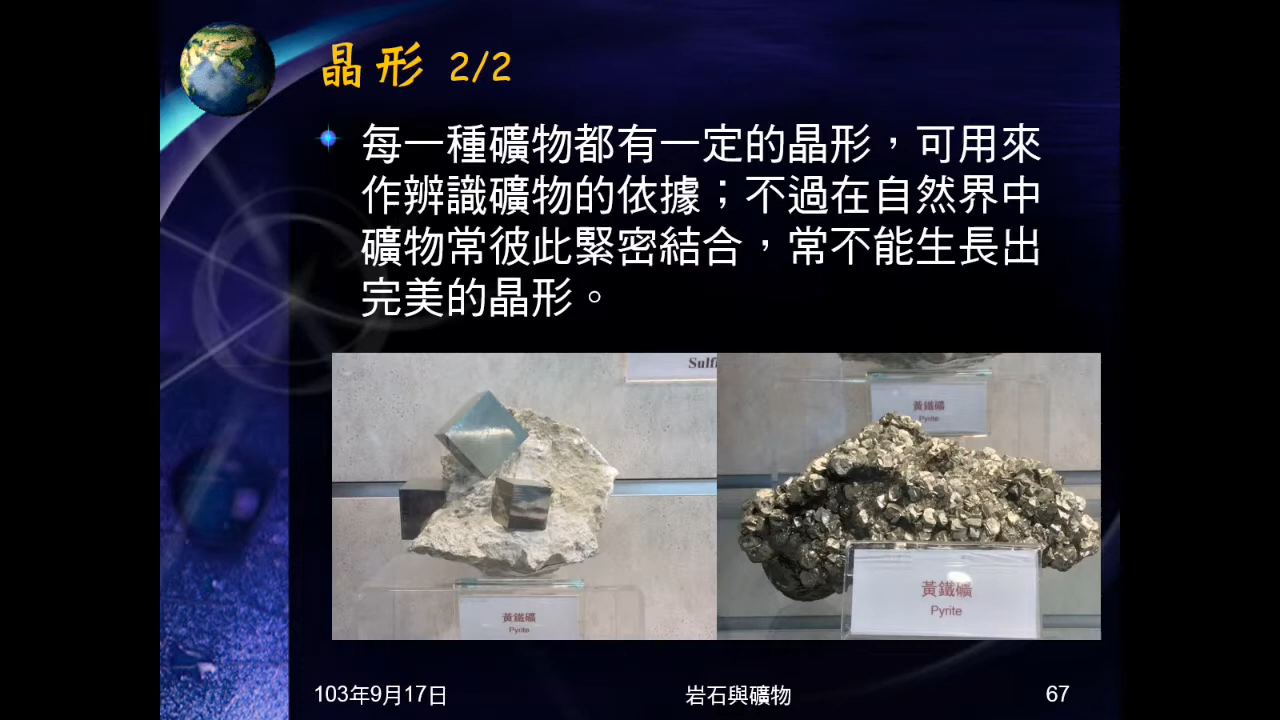 晶形 2/2
每一種礦物都有一定的晶形，可用來
作辨識礦物的依據；不過在自然界中
礦物常彼此緊密結合，常不能生長出
完美的晶形。
黃鐵礦
Pyrite
黃鐵礦
Pyrite
黃鐵礦
Pyrite
103年9月17日
岩石與礦物
67